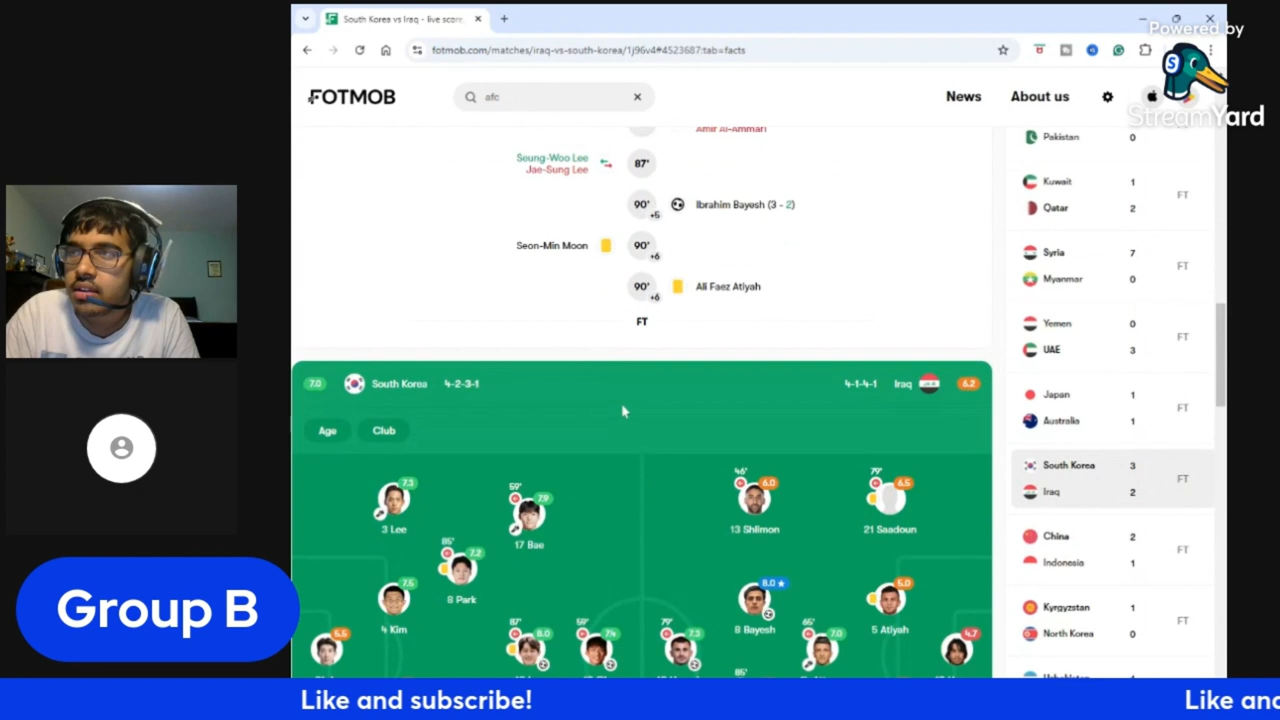 South Korea vs Iraq - live score,
fotmob.com/matches/iraq-vs-south-korea/1j96v4#4523687:tab=facts
Powered by
StreamYard
FOTMOB
afc
News
About us
Amir Al-Ammari
Seung-Woo Lee
Jae-Sung Lee
87'
90'
+5
Ibrahim Bayesh (3 - 2)
Seon-Min Moon
90'
+6
90'
+6
Ali Faez Atiyah
FT
7.0
South Korea
4-2-3-1
4-1-4-1
Iraq
6.2
Age
Club
7.3
3 Lee
59'
7.9
17 Bae
46'
6.0
13 Shlimon
79'
6.5
21 Saadoun
85'
7.2
8 Park
7.5
4 Kim
8.0
8 Bayesh
5.0
5 Atiyah
5.5
87'
8.0
59'
7.4
79'
7.3
65'
7.0
4.7
85'
Pakistan 0
Kuwait 1
Qatar 2
FT
Syria 7
Myanmar 0
FT
Yemen 0
UAE 3
FT
Japan 1
Australia 1
FT
South Korea 3
Iraq 2
FT
China 2
Indonesia 1
FT
Kyrgyzstan 1
North Korea 0
FT
Group B
Like and subscribe!
Like and